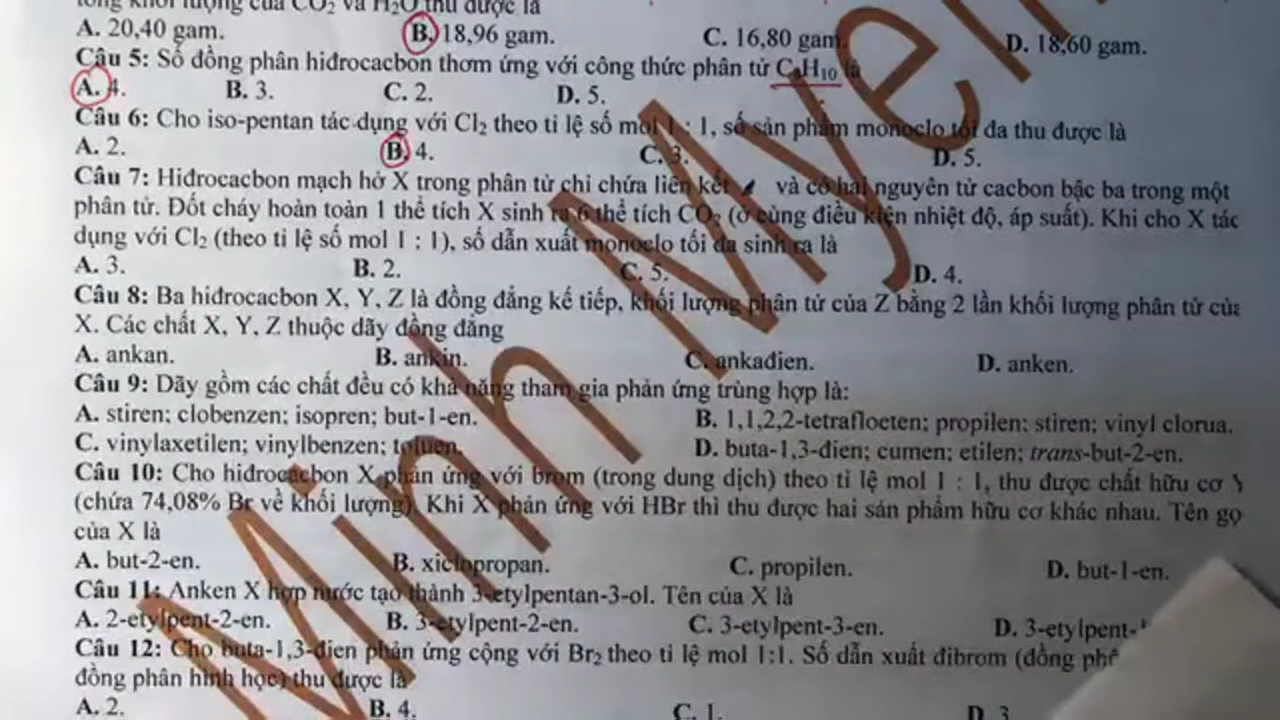 tổng khối lượng của CO₂ và H₂O thu được là
A. 20,40 gam. B. 18,96 gam. C. 16,80 gam. D. 18,60 gam.
Câu 5: Số đồng phân hiđrocacbon thơm ứng với công thức phân tử C₈H₁₀ là
A. 4. B. 3. C. 2. D. 5.
Câu 6: Cho iso-pentan tác dụng với Cl₂ theo tỉ lệ số mol 1 : 1, số sản phẩm monoclo tối đa thu được là
A. 2. B. 4. C. 3. D. 5.
Câu 7: Hiđrocacbon mạch hở X trong phân tử chỉ chứa liên kết và có hai nguyên tử cacbon bậc ba trong một
phân tử. Đốt cháy hoàn toàn 1 thể tích X sinh ra 6 thể tích CO₂ (ở cùng điều kiện nhiệt độ, áp suất). Khi cho X tác
dụng với Cl₂ (theo tỉ lệ số mol 1 : 1), số dẫn xuất monoclo tối đa sinh ra là
A. 3. B. 2. C. 5. D. 4.
Câu 8: Ba hiđrocacbon X, Y, Z là đồng đẳng kế tiếp, khối lượng phân tử của Z bằng 2 lần khối lượng phân tử của
X. Các chất X, Y, Z thuộc dãy đồng đẳng
A. ankan. B. ankin. C. ankađien. D. anken.
Câu 9: Dãy gồm các chất đều có khả năng tham gia phản ứng trùng hợp là:
A. stiren; clobenzen; isopren; but-1-en. B. 1,1,2,2-tetrafloeten; propilen; stiren; vinyl clorua.
C. vinylaxetilen; vinylbenzen; toluen. D. buta-1,3-đien; cumen; etilen; trans-but-2-en.
Câu 10: Cho hiđrocacbon X phản ứng với brom (trong dung dịch) theo tỉ lệ mol 1 : 1, thu được chất hữu cơ Y
(chứa 74,08% Br về khối lượng). Khi X phản ứng với HBr thì thu được hai sản phẩm hữu cơ khác nhau. Tên gọ
của X là
A. but-2-en. B. xiclopropan. C. propilen. D. but-1-en.
Câu 11: Anken X hợp nước tạo thành 3-etylpentan-3-ol. Tên của X là
A. 2-etylpent-2-en. B. 3-etylpent-2-en. C. 3-etylpent-3-en. D. 3-etylpent-
Câu 12: Cho buta-1,3-đien phản ứng cộng với Br₂ theo tỉ lệ mol 1:1. Số dẫn xuất đibrom (đồng phâ
đồng phân hình học) thu được là
A. 2. B. 4. C. 1. D. 3
Minh Myen